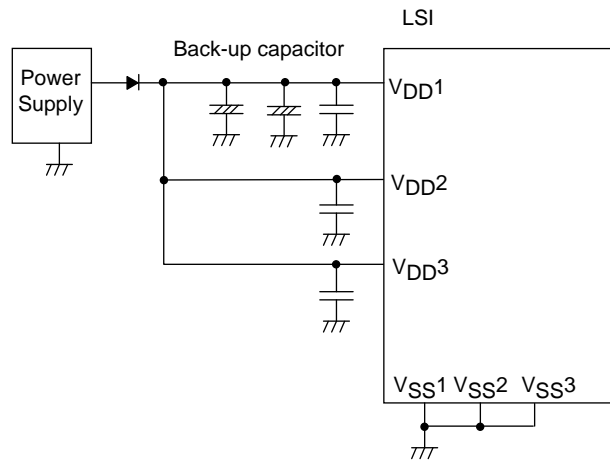 LSI
Back-up capacitor
Power
Supply
VDD1
VDD2
VDD3
VSS1 VSS2 VSS3